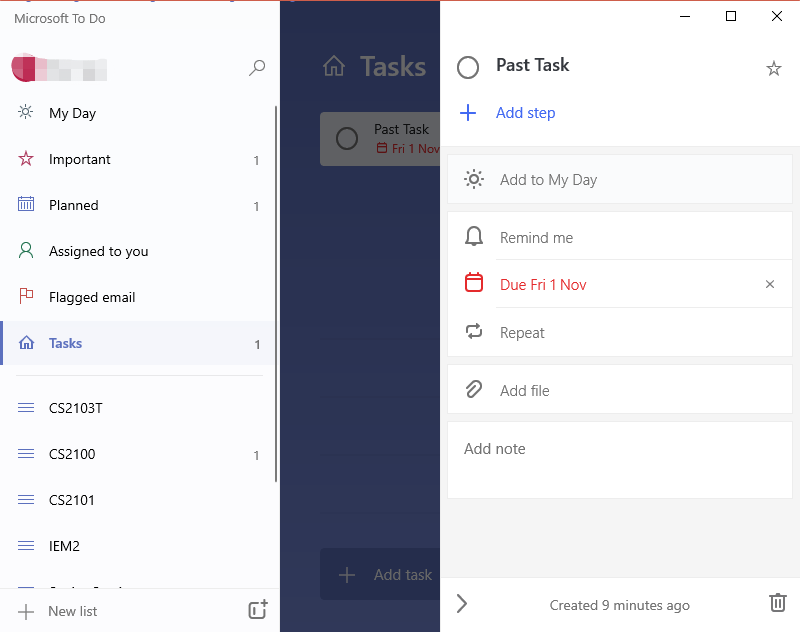 Microsoft To Do
My Day
Important 1
Planned 1
Assigned to you
Flagged email
Tasks 1
CS2103T
CS2100 1
CS2101
IEM2
New list
Tasks
Past Task
Fri 1 Nov
Add task
Past Task
Add step
Add to My Day
Remind me
Due Fri 1 Nov
Repeat
Add file
Add note
Created 9 minutes ago